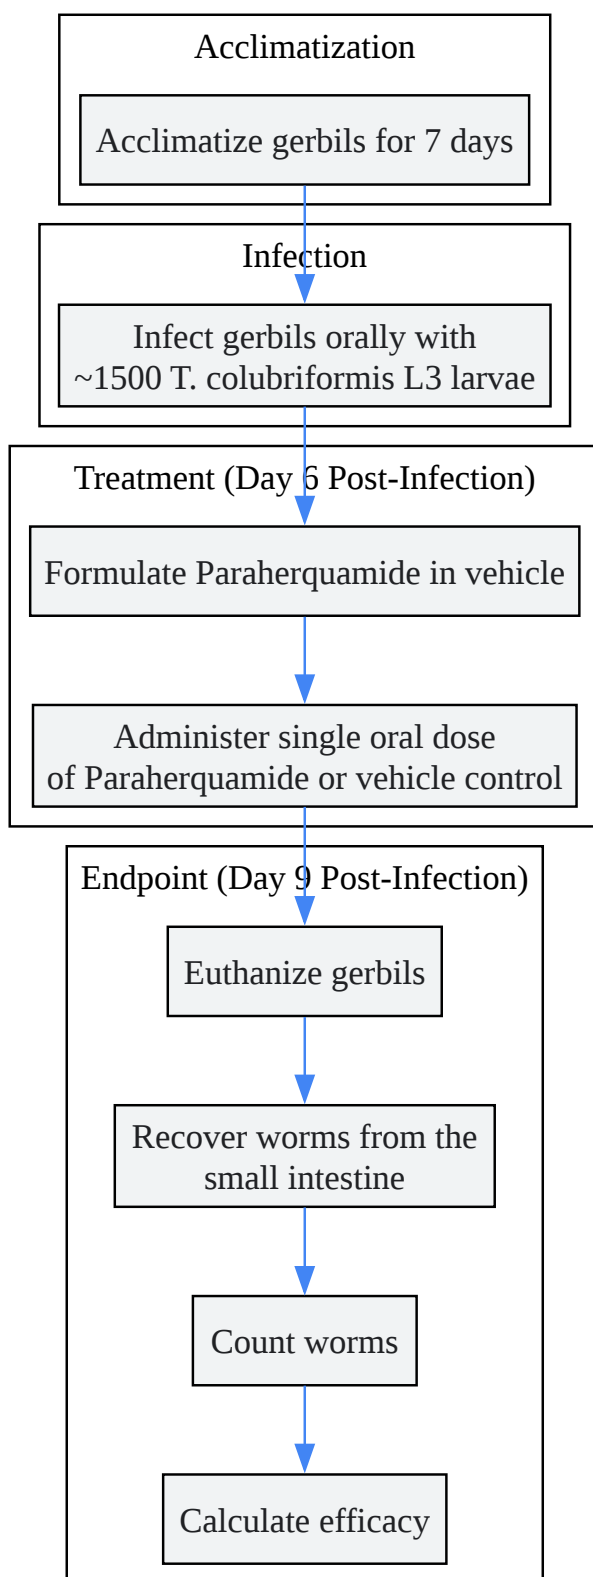 Acclimatization
Acclimatize gerbils for 7 days
Infection
Infect gerbils orally with
~1500 T. colubriformis L3 larvae
Treatment (Day 6 Post-Infection)
Formulate Paraherquamide in vehicle
Administer single oral dose
of Paraherquamide or vehicle control
Endpoint (Day 9 Post-Infection)
Euthanize gerbils
Recover worms from the
small intestine
Count worms
Calculate efficacy